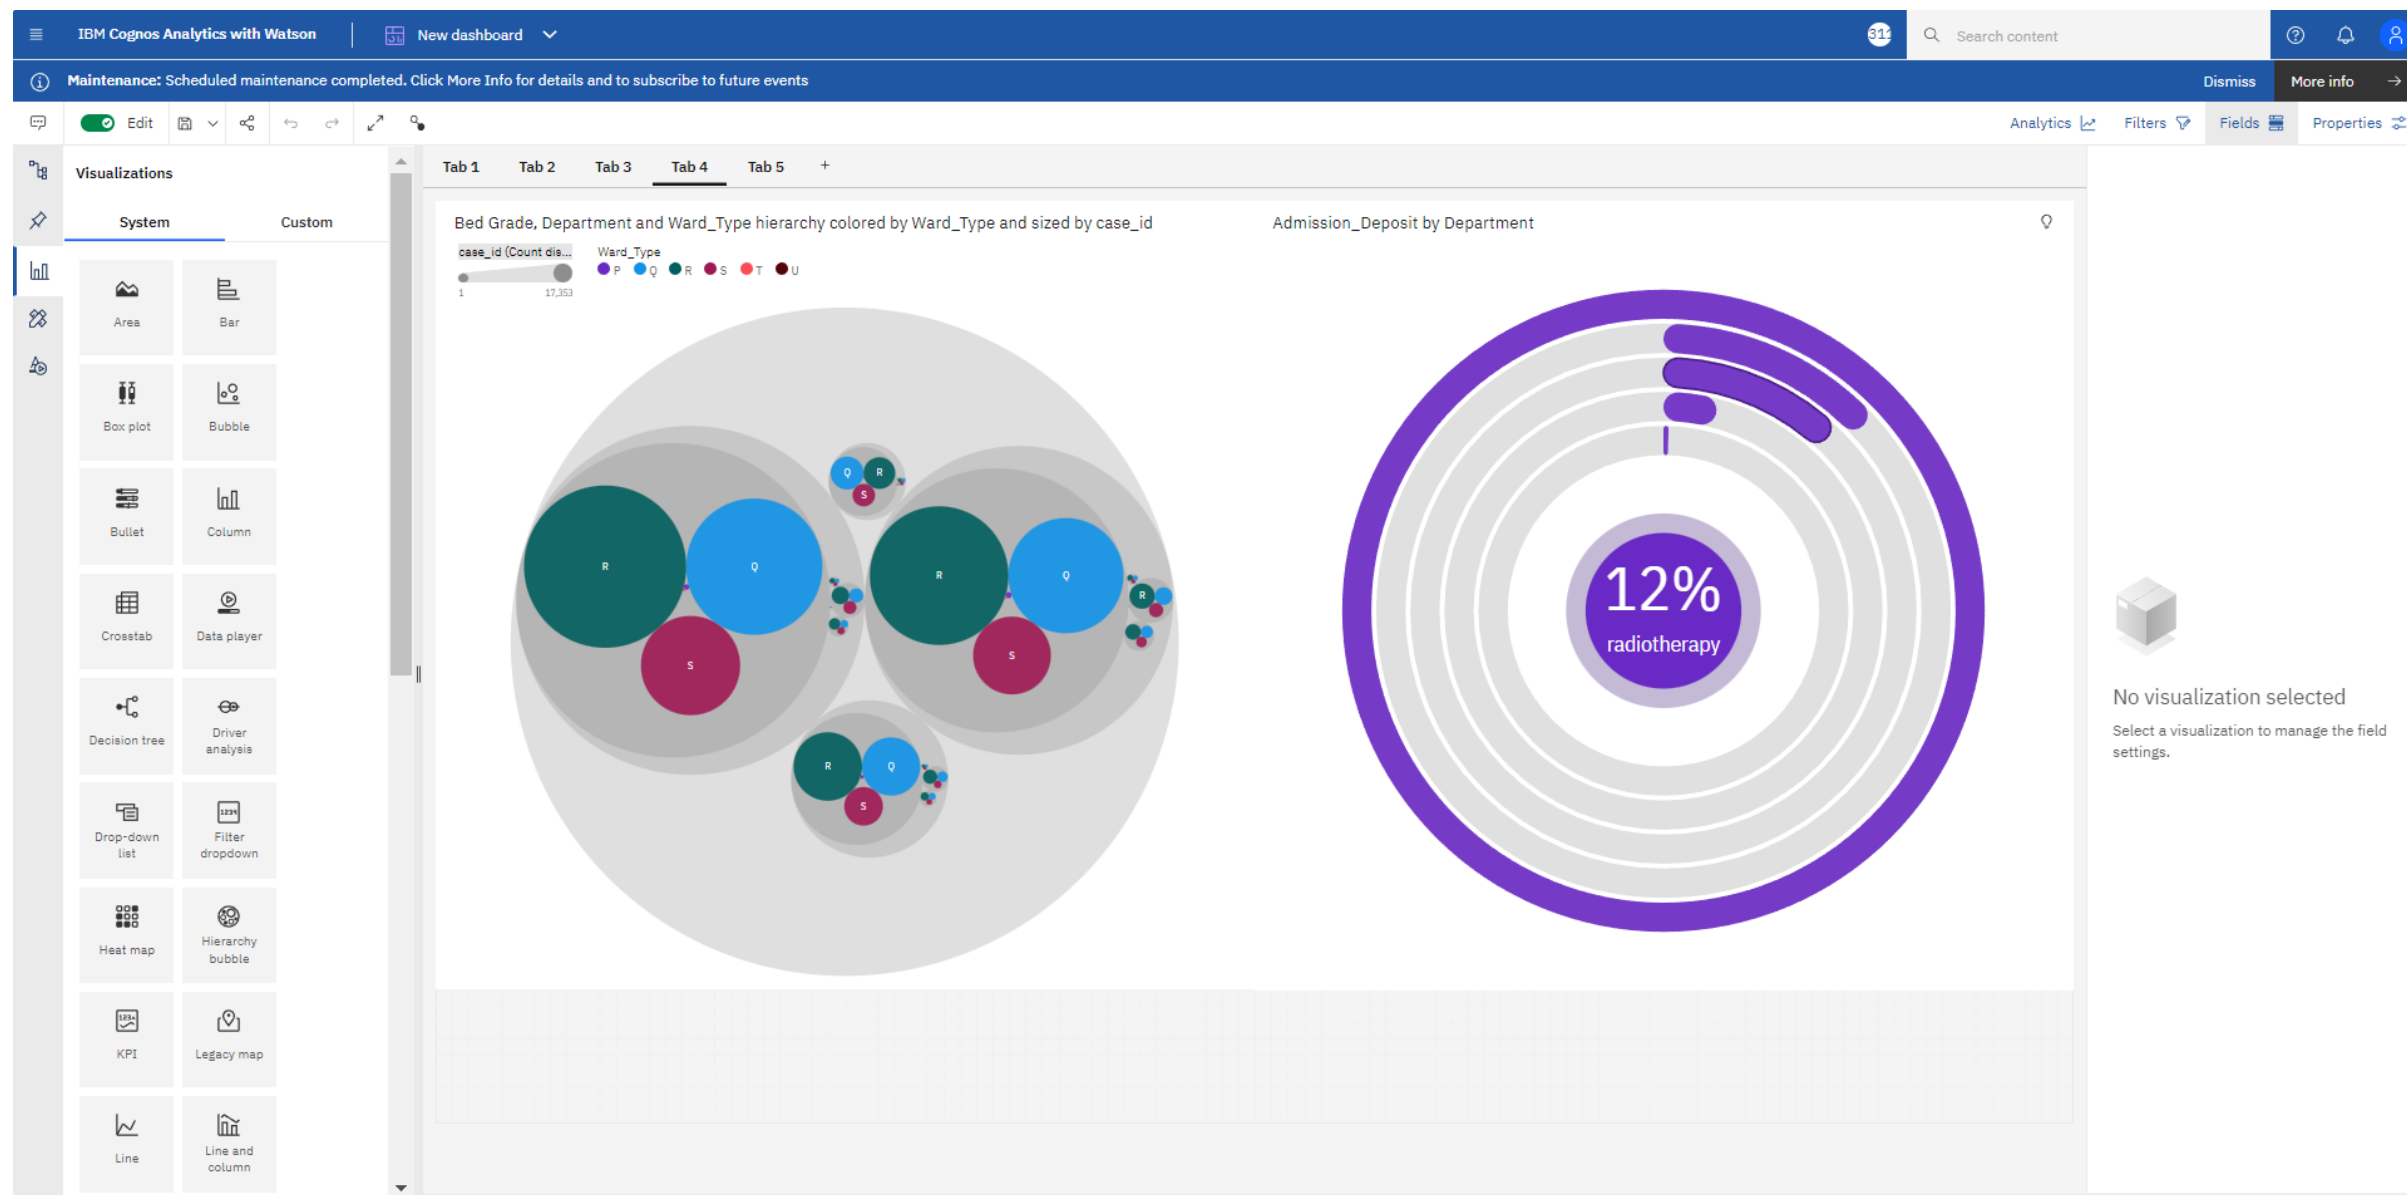 IBM Cognos Analytics with Watson
New dashboard
Search content
Maintenance: Scheduled maintenance completed. Click More Info for details and to subscribe to future events
Dismiss
More info
Edit
Analytics
Filters
Fields
Properties
Visualizations
System
Custom
Area
Bar
Box plot
Bubble
Bullet
Column
Crosstab
Data player
Decision tree
Driver
analysis
Drop-down
list
Filter
dropdown
Heat map
Hierarchy
bubble
KPI
Legacy map
Line
Line and
column
Tab 1
Tab 2
Tab 3
Tab 4
Tab 5
Bed Grade, Department and Ward_Type hierarchy colored by Ward_Type and sized by case_id
case_id (Count dis...
1
17,353
Ward_Type
P
Q
R
S
T
U
Q
R
S
R
Q
S
R
Q
S
R
R
Q
S
Admission_Deposit by Department
12%
radiotherapy
No visualization selected
Select a visualization to manage the field
settings.